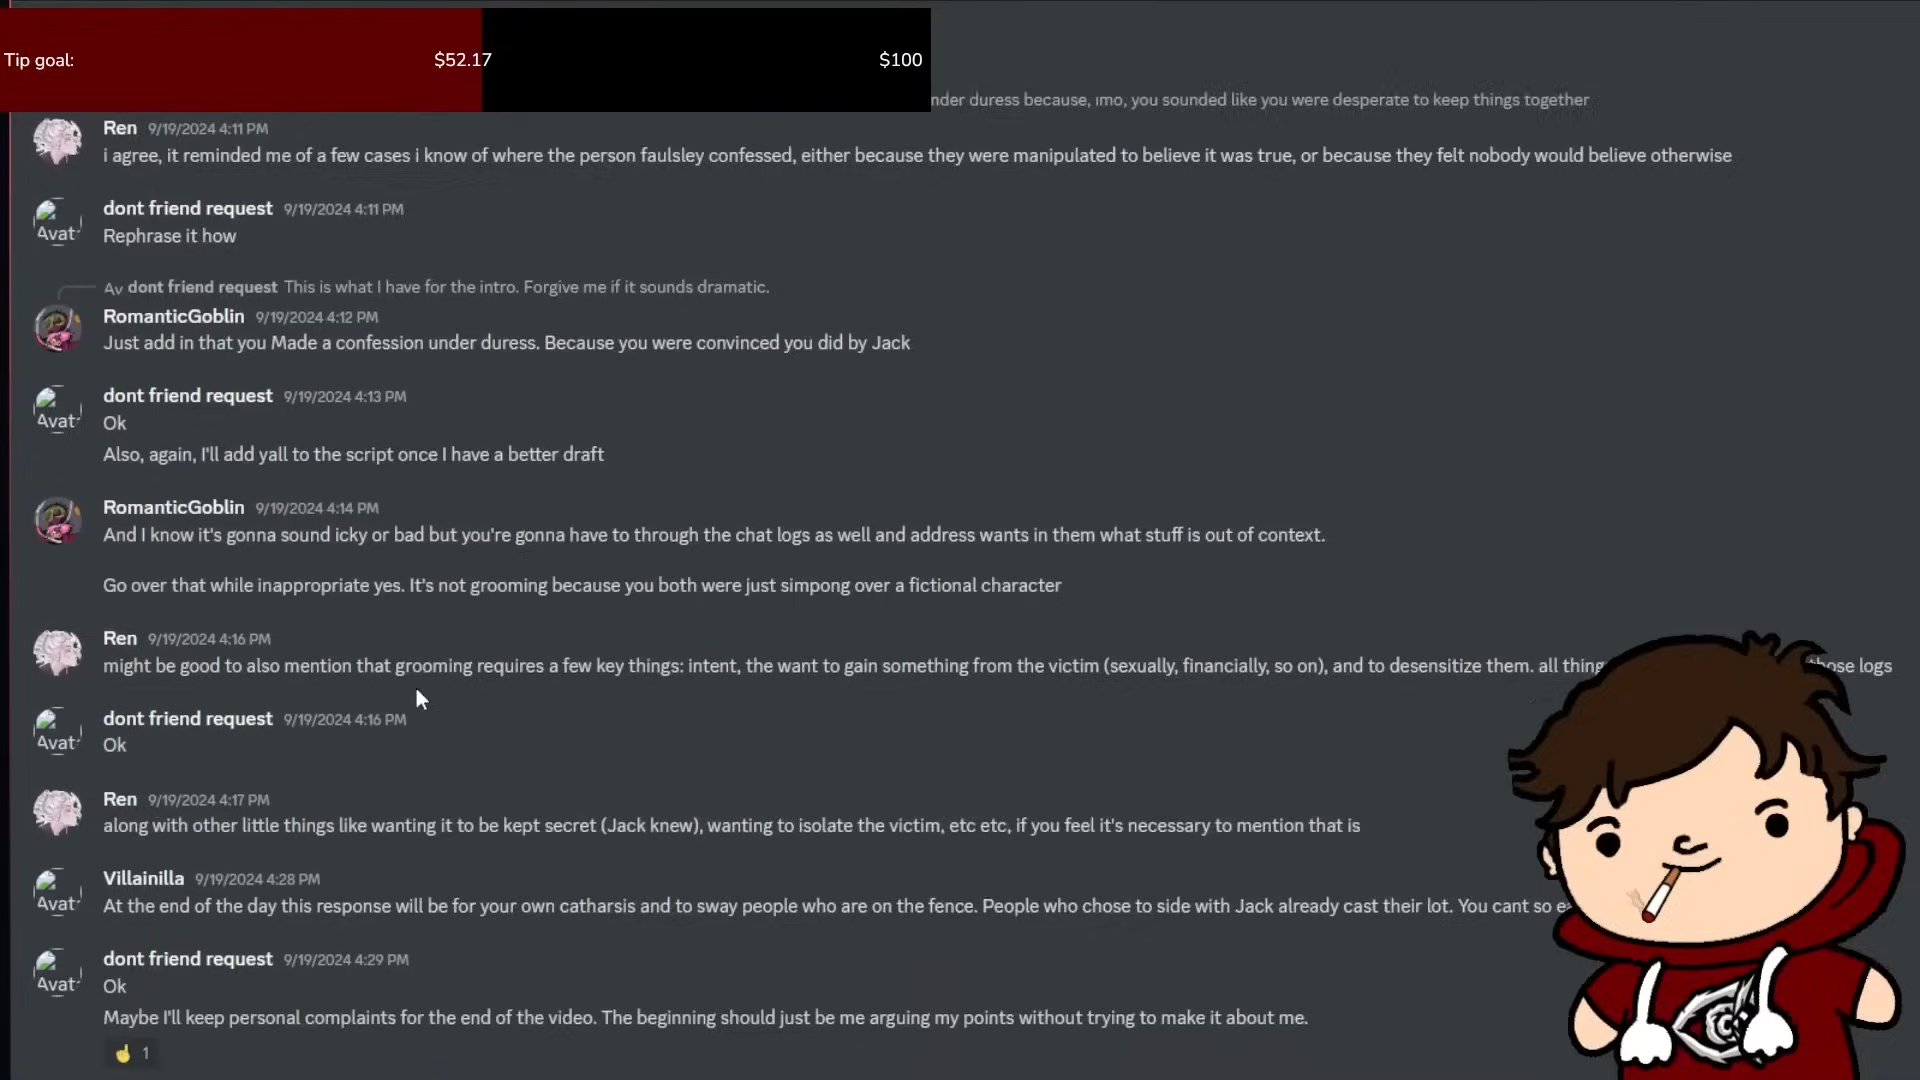 Tip goal: $52.17 $100
nder duress because, imo, you sounded like you were desperate to keep things together
Ren 9/19/2024 4:11 PM
i agree, it reminded me of a few cases i know of where the person faulsley confessed, either because they were manipulated to believe it was true, or because they felt nobody would believe otherwise
dont friend request 9/19/2024 4:11 PM
Avat
Rephrase it how
Av dont friend request This is what I have for the intro. Forgive me if it sounds dramatic.
RomanticGoblin 9/19/2024 4:12 PM
Just add in that you Made a confession under duress. Because you were convinced you did by Jack
dont friend request 9/19/2024 4:13 PM
Avat
Ok
Also, again, I'll add yall to the script once I have a better draft
RomanticGoblin 9/19/2024 4:14 PM
And I know it's gonna sound icky or bad but you're gonna have to through the chat logs as well and address wants in them what stuff is out of context.
Go over that while inappropriate yes. It's not grooming because you both were just simpong over a fictional character
Ren 9/19/2024 4:16 PM
might be good to also mention that grooming requires a few key things: intent, the want to gain something from the victim (sexually, financially, so on), and to desensitize them. all thing those logs
dont friend request 9/19/2024 4:16 PM
Avat
Ok
Ren 9/19/2024 4:17 PM
along with other little things like wanting it to be kept secret (Jack knew), wanting to isolate the victim, etc etc, if you feel it's necessary to mention that is
Villainilla 9/19/2024 4:28 PM
Avat
At the end of the day this response will be for your own catharsis and to sway people who are on the fence. People who chose to side with Jack already cast their lot. You cant so
dont friend request 9/19/2024 4:29 PM
Avat
Ok
Maybe I'll keep personal complaints for the end of the video. The beginning should just be me arguing my points without trying to make it about me.
1